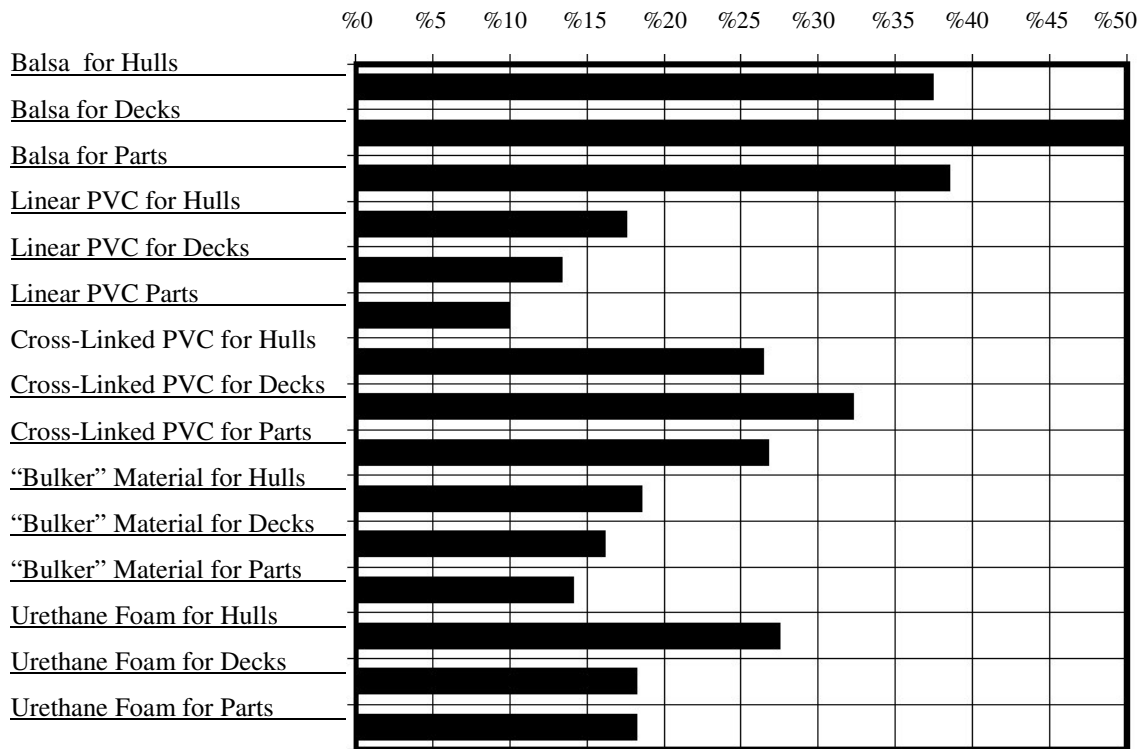 %0 %5 %10 %15 %20 %25 %30 %35 %40 %45 %50
Balsa  for Hulls
Balsa for Decks
Balsa for Parts
Linear PVC for Hulls
Linear PVC for Decks
Linear PVC Parts
Cross-Linked PVC for Hulls
Cross-Linked PVC for Decks
Cross-Linked PVC for Parts
“Bulker” Material for Hulls
“Bulker” Material for Decks
“Bulker” Material for Parts
Urethane Foam for Hulls
Urethane Foam for Decks
Urethane Foam for Parts